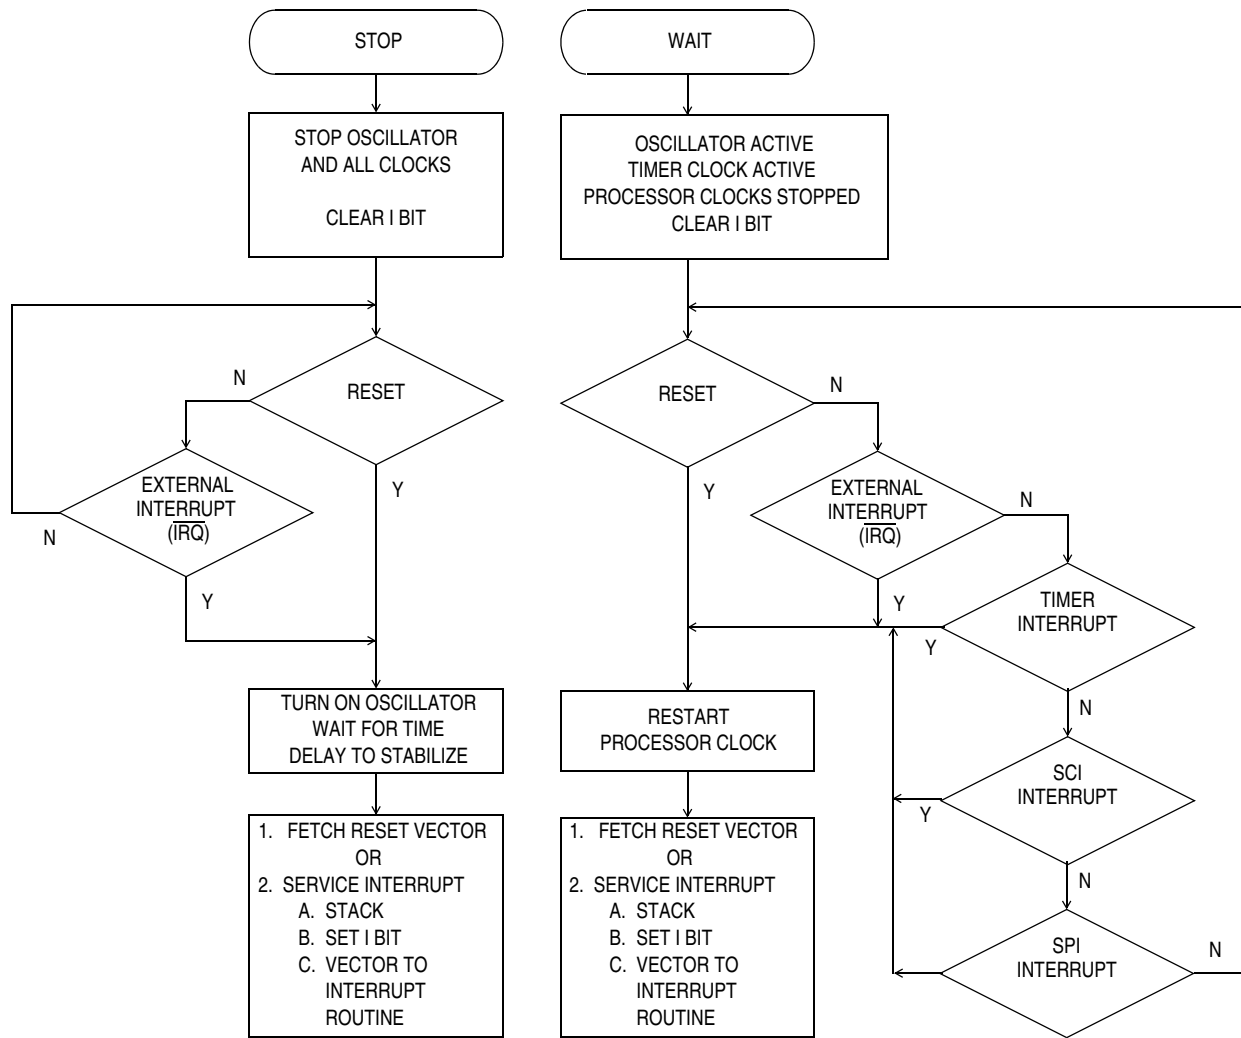 STOP
STOP OSCILLATOR
AND ALL CLOCKS
CLEAR I BIT
RESET
N
Y
EXTERNAL
INTERRUPT
(IRQ)
N
Y
TURN ON OSCILLATOR
WAIT FOR TIME
DELAY TO STABILIZE
1. FETCH RESET VECTOR
OR
2. SERVICE INTERRUPT
A. STACK
B. SET I BIT
C. VECTOR TO
INTERRUPT
ROUTINE
WAIT
OSCILLATOR ACTIVE
TIMER CLOCK ACTIVE
PROCESSOR CLOCKS STOPPED
CLEAR I BIT
RESET
N
Y
EXTERNAL
INTERRUPT
(IRQ)
N
Y
TIMER
INTERRUPT
Y
N
SCI
INTERRUPT
Y
N
SPI
INTERRUPT
N
RESTART
PROCESSOR CLOCK
1. FETCH RESET VECTOR
OR
2. SERVICE INTERRUPT
A. STACK
B. SET I BIT
C. VECTOR TO
INTERRUPT
ROUTINE